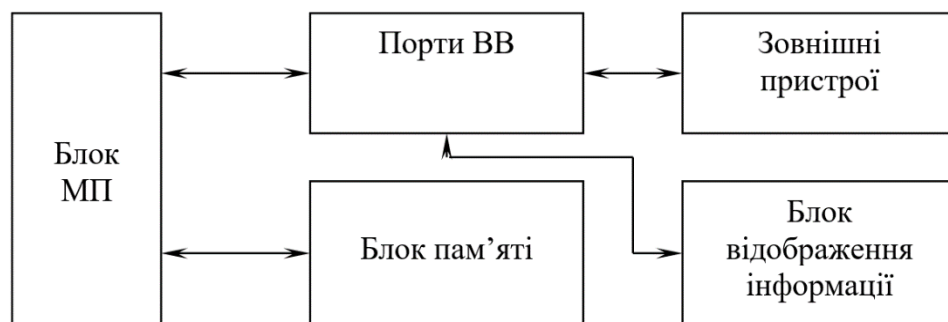 Порти ВВ
Зовнішні
пристрої
Блок
МП
Блок пам’яті
Блок
відображення
інформації